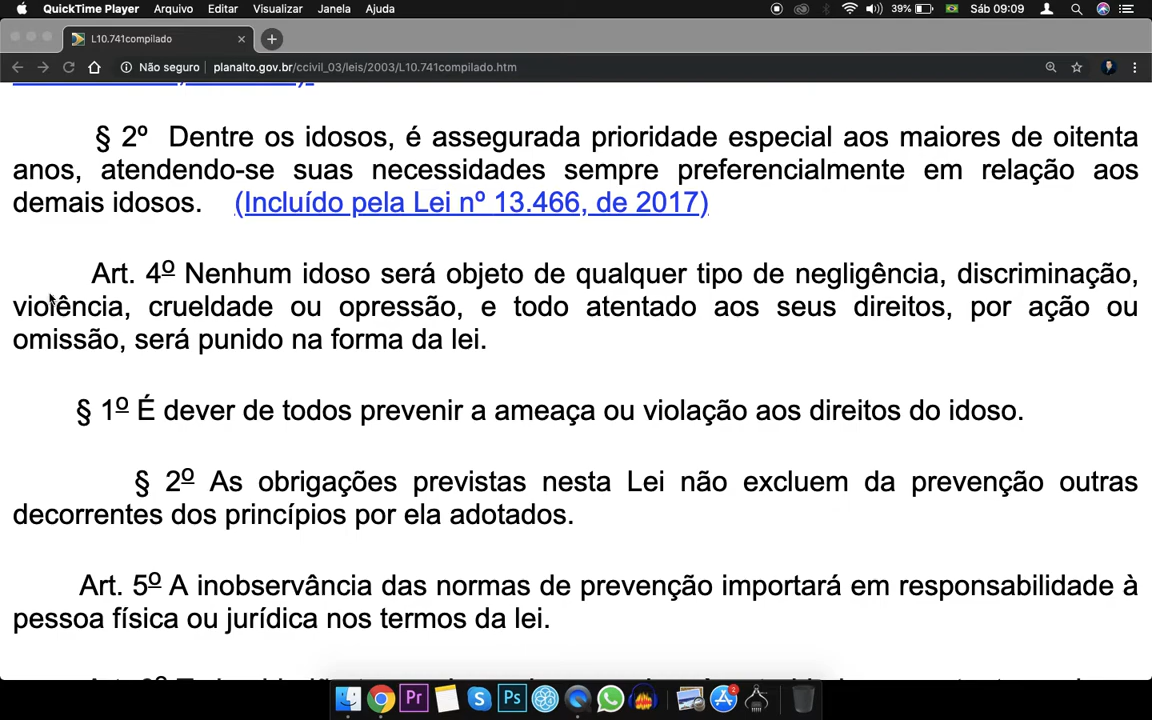 QuickTime Player Arquivo Editar Visualizar Janela Ajuda 39% Sáb 09:09
L10.741compilado
Não seguro planalto.gov.br/ccivil_03/leis/2003/L10.741compilado.htm
§ 2º Dentre os idosos, é assegurada prioridade especial aos maiores de oitenta
anos, atendendo-se suas necessidades sempre preferencialmente em relação aos
demais idosos. (Incluído pela Lei nº 13.466, de 2017)
Art. 4º Nenhum idoso será objeto de qualquer tipo de negligência, discriminação,
violência, crueldade ou opressão, e todo atentado aos seus direitos, por ação ou
omissão, será punido na forma da lei.
§ 1º É dever de todos prevenir a ameaça ou violação aos direitos do idoso.
§ 2º As obrigações previstas nesta Lei não excluem da prevenção outras
decorrentes dos princípios por ela adotados.
Art. 5º A inobservância das normas de prevenção importará em responsabilidade à
pessoa física ou jurídica nos termos da lei.
Pr Ps 2